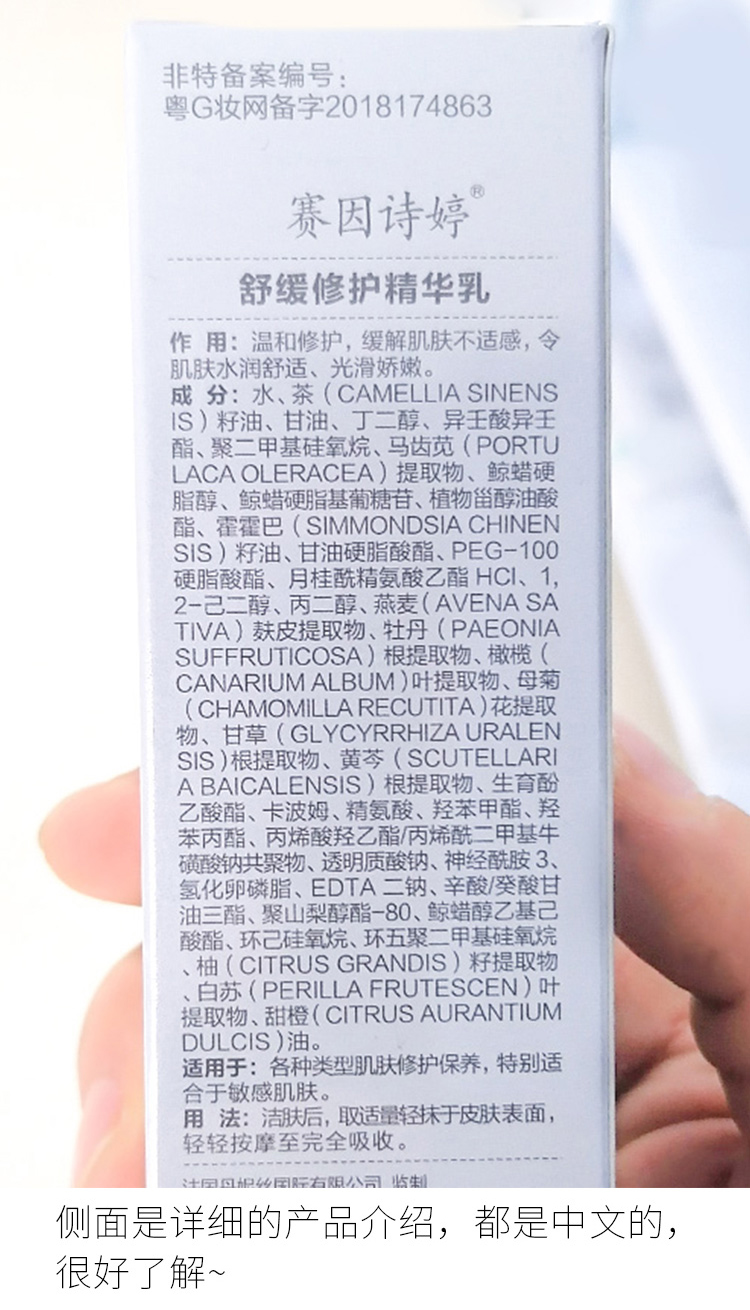 非特备案编号：
粤G妆网备字2018174863
赛因诗婷®
舒缓修护精华乳
作 用：温和修护，缓解肌肤不适感，令
肌肤水润舒适、光滑娇嫩。
成 分：水、茶（CAMELLIA SINENS
IS）籽油、甘油、丁二醇、异壬酸异壬
酯、聚二甲基硅氧烷、马齿苋（PORTU
LACA OLERACEA）提取物、鲸蜡硬
脂醇、鲸蜡硬脂基葡糖苷、植物甾醇油酸
酯、霍霍巴（SIMMONDSIA CHINEN
SIS）籽油、甘油硬脂酸酯、PEG-100
硬脂酸酯、月桂酰精氨酸乙酯 HCl、1,
2-己二醇、丙二醇、燕麦（AVENA SA
TIVA）麸皮提取物、牡丹（PAEONIA
SUFFRUTICOSA）根提取物、橄榄（
CANARIUM ALBUM）叶提取物、母菊
（CHAMOMILLA RECUTITA）花提取
物、甘草（GLYCYRRHIZA URALEN
SIS）根提取物、黄芩（SCUTELLARI
A BAICALENSIS）根提取物、生育酚
乙酸酯、卡波姆、精氨酸、羟苯甲酯、羟
苯丙酯、丙烯酸羟乙酯/丙烯酰二甲基牛
磺酸钠共聚物、透明质酸钠、神经酰胺 3、
氢化卵磷脂、EDTA 二钠、辛酸/癸酸甘
油三酯、聚山梨醇酯-80、鲸蜡醇乙基己
酸酯、环己硅氧烷、环五聚二甲基硅氧烷
、柚（CITRUS GRANDIS）籽提取物
、白苏（PERILLA FRUTESCEN）叶
提取物、甜橙（CITRUS AURANTIUM
DULCIS）油。
适用于：各种类型肌肤修护保养，特别适
合于敏感肌肤。
用 法：洁肤后，取适量轻抹于皮肤表面，
轻轻按摩至完全吸收。
法国丹妮丝国际有限公司 监制
侧面是详细的产品介绍，都是中文的，
很好了解~